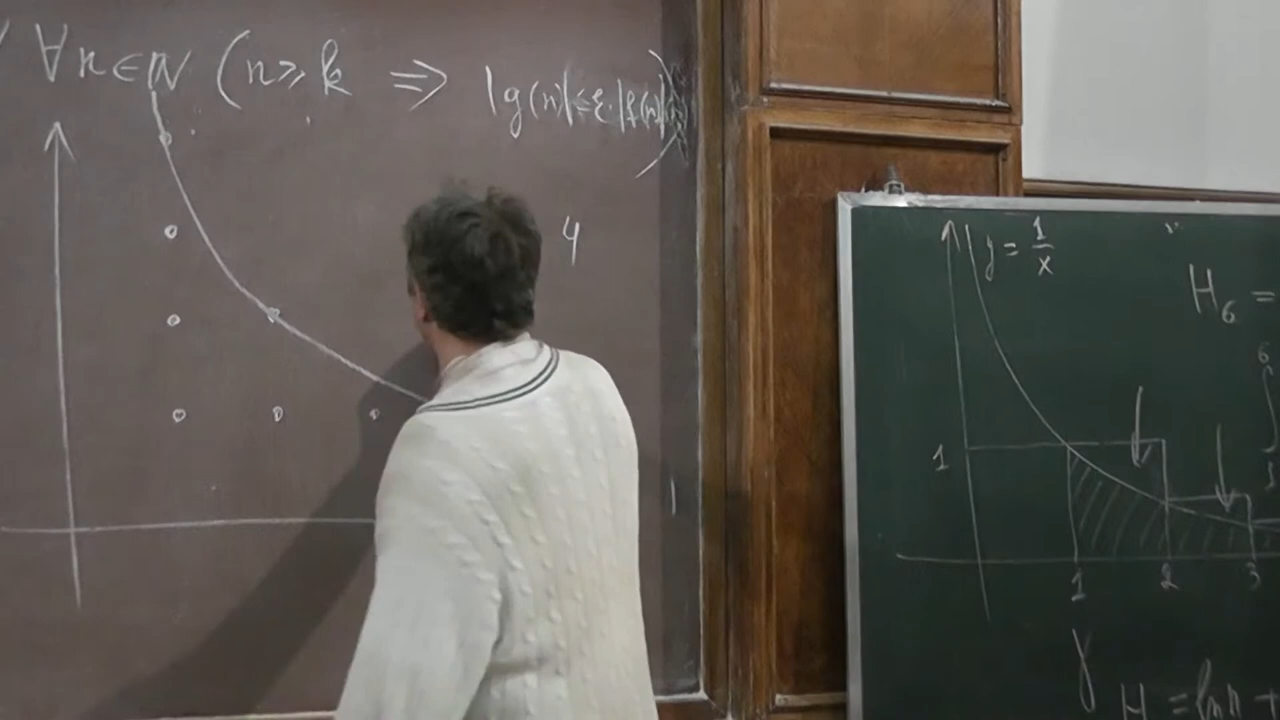 ∀n∈ℕ (n ≥ k ⇒ |g(n)| ≤ ε·|f(n)|)
4
y = 1/x
H₆ =
1
1 2 3
γ
H = ln n +